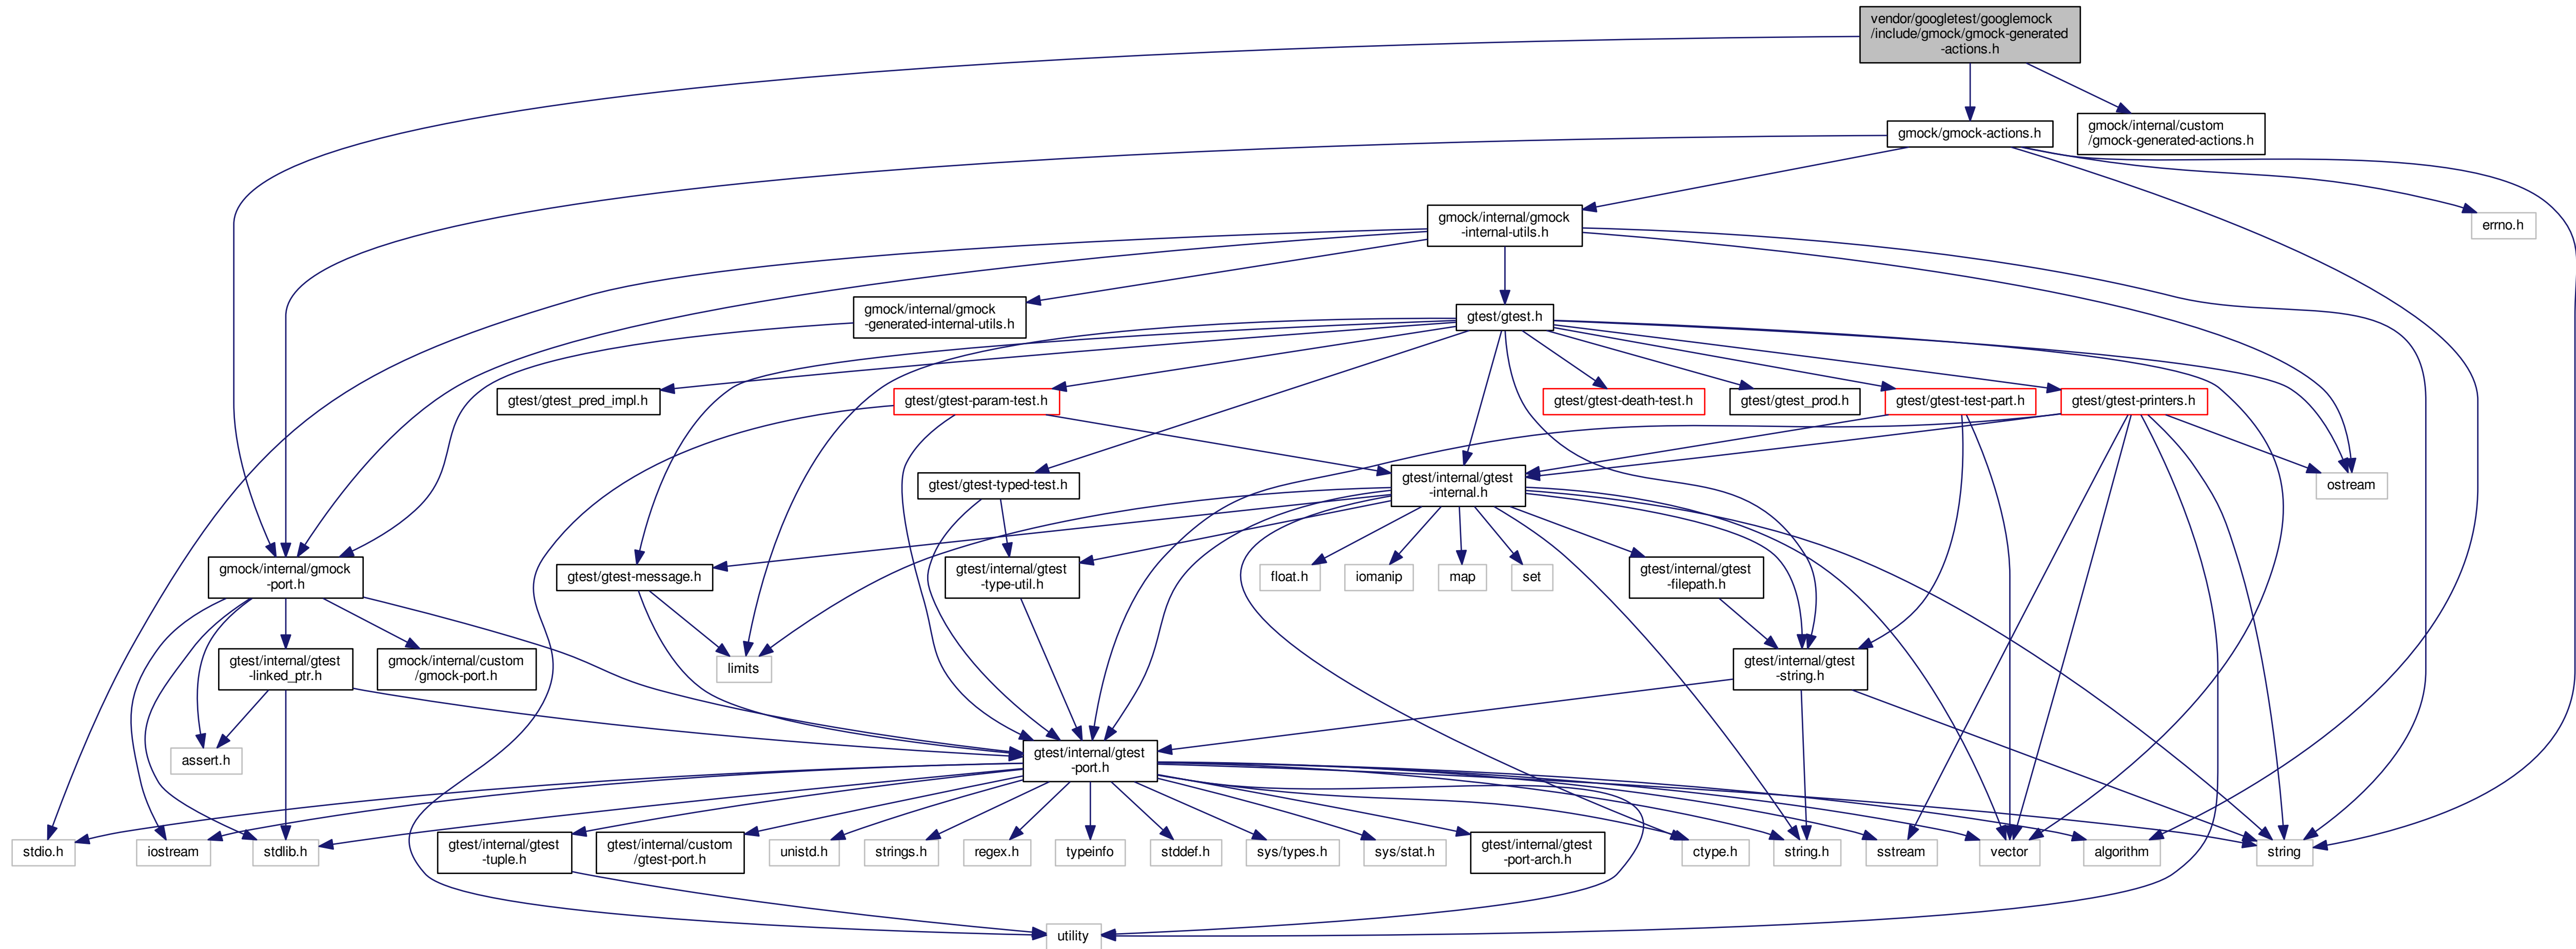 vendor/googletest/googlemock
/include/gmock/gmock-generated
-actions.h
gmock/gmock-actions.h
gmock/internal/custom
/gmock-generated-actions.h
gmock/internal/gmock
-internal-utils.h
errno.h
gmock/internal/gmock
-generated-internal-utils.h
gtest/gtest.h
gtest/gtest_pred_impl.h
gtest/gtest-param-test.h
gtest/gtest-death-test.h
gtest/gtest_prod.h
gtest/gtest-test-part.h
gtest/gtest-printers.h
gtest/gtest-typed-test.h
gtest/internal/gtest
-internal.h
ostream
gmock/internal/gmock
-port.h
gtest/gtest-message.h
gtest/internal/gtest
-type-util.h
float.h
iomanip
map
set
gtest/internal/gtest
-filepath.h
gtest/internal/gtest
-linked_ptr.h
gmock/internal/custom
/gmock-port.h
limits
gtest/internal/gtest
-string.h
assert.h
gtest/internal/gtest
-port.h
stdio.h
iostream
stdlib.h
gtest/internal/gtest
-tuple.h
gtest/internal/custom
/gtest-port.h
unistd.h
strings.h
regex.h
typeinfo
stddef.h
sys/types.h
sys/stat.h
gtest/internal/gtest
-port-arch.h
ctype.h
string.h
sstream
vector
algorithm
string
utility